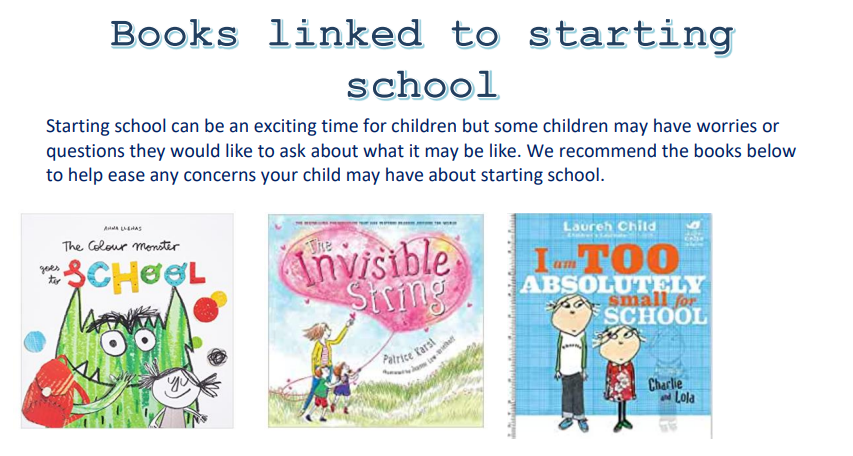 Books linked to starting
school
Starting school can be an exciting time for children but some children may have worries or
questions they would like to ask about what it may be like. We recommend the books below
to help ease any concerns your child may have about starting school.
ANNA LLENAS
The Colour Monster
goes to
SCHOOL
The
Invisible
String
Patrice Karst
Lauren Child
I am TOO
ABSOLUTELY
small for
SCHOOL
Charlie
and Lola